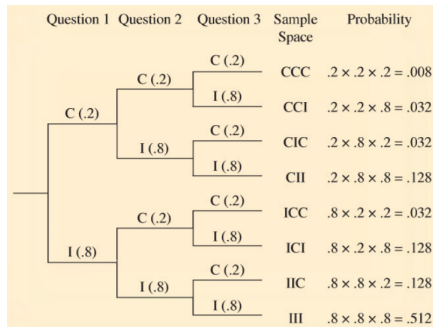 Question 1 Question 2 Question 3 Sample Space Probability
C (.2)
C (.2) CCC .2 × .2 × .2 = .008
I (.8) CCI .2 × .2 × .8 = .032
C (.2)
C (.2) CIC .2 × .8 × .2 = .032
I (.8)
I (.8) CII .2 × .8 × .8 = .128
C (.2)
C (.2) ICC .8 × .2 × .2 = .032
I (.8) ICI .8 × .2 × .8 = .128
I (.8)
C (.2) IIC .8 × .8 × .2 = .128
I (.8)
I (.8) III .8 × .8 × .8 = .512